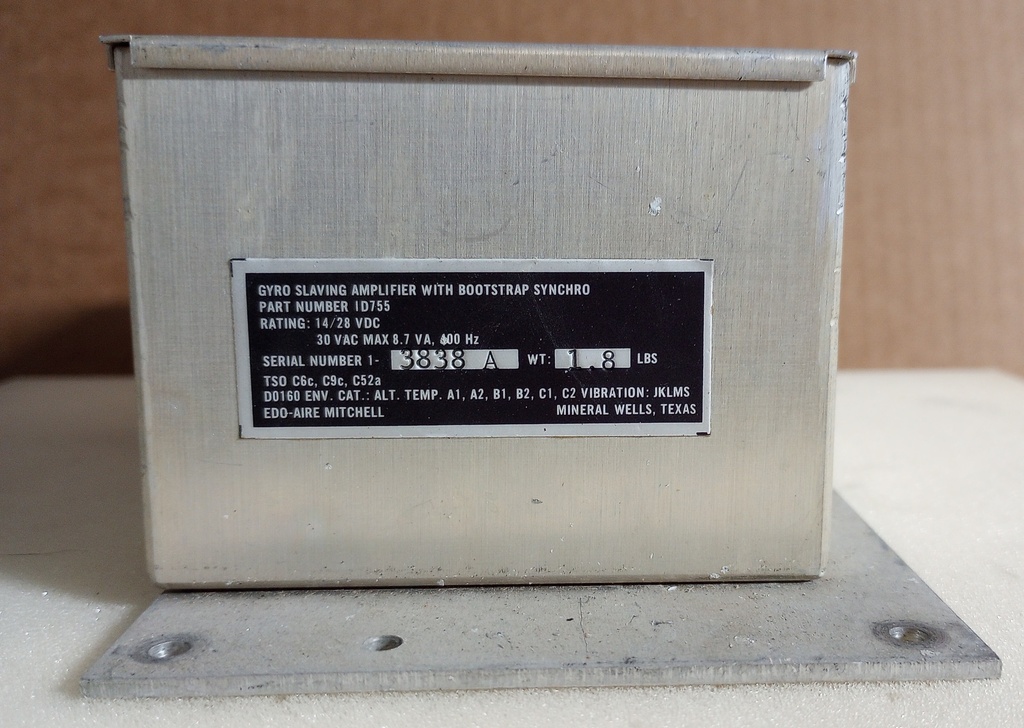 GYRO SLAVING AMPLIFIER WITH BOOTSTRAP SYNCHRO
PART NUMBER 1D755
RATING: 14/28 VDC
30 VAC MAX 8.7 VA, 400 Hz
SERIAL NUMBER 1- 3838 A WT: 1.8 LBS
TSO C6c, C9c, C52a
DO160 ENV. CAT.: ALT. TEMP. A1, A2, B1, B2, C1, C2 VIBRATION: JKLMS
EDO-AIRE MITCHELL MINERAL WELLS, TEXAS